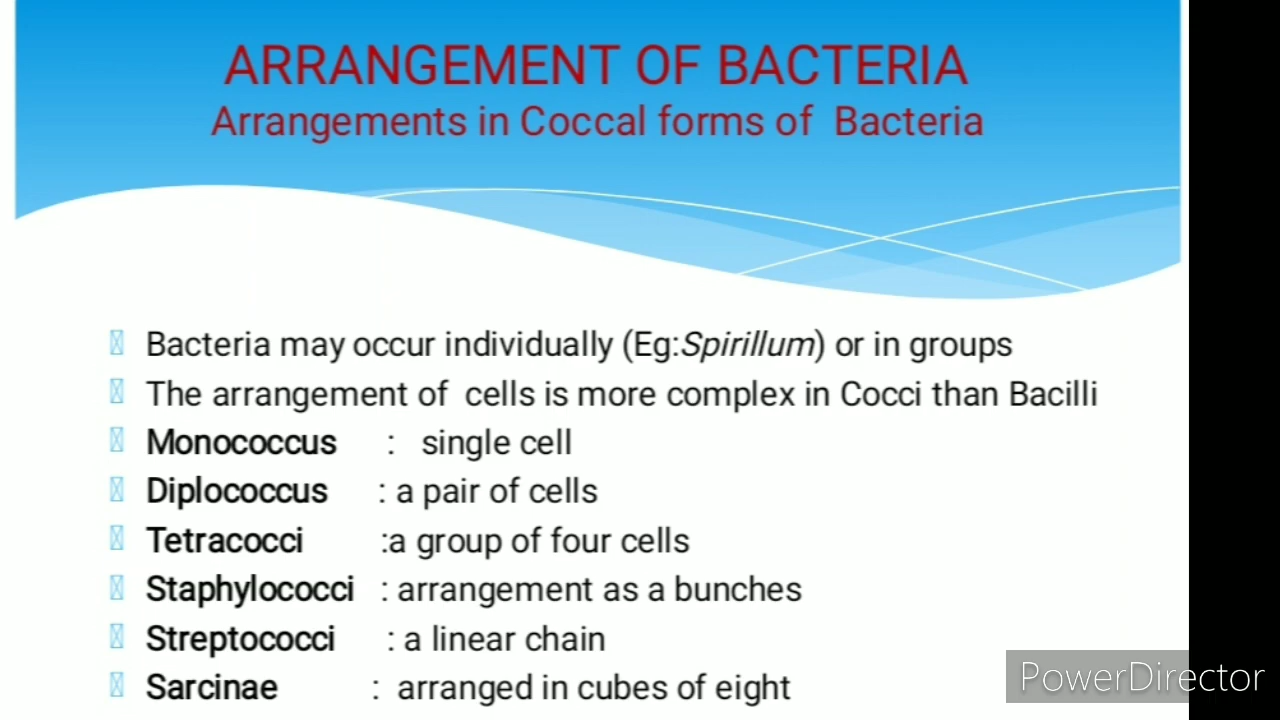 ARRANGEMENT OF BACTERIA
Arrangements in Coccal forms of Bacteria
Bacteria may occur individually (Eg:Spirillum) or in groups
The arrangement of cells is more complex in Cocci than Bacilli
Monococcus : single cell
Diplococcus : a pair of cells
Tetracocci :a group of four cells
Staphylococci : arrangement as a bunches
Streptococci : a linear chain
Sarcinae : arranged in cubes of eight
PowerDirector